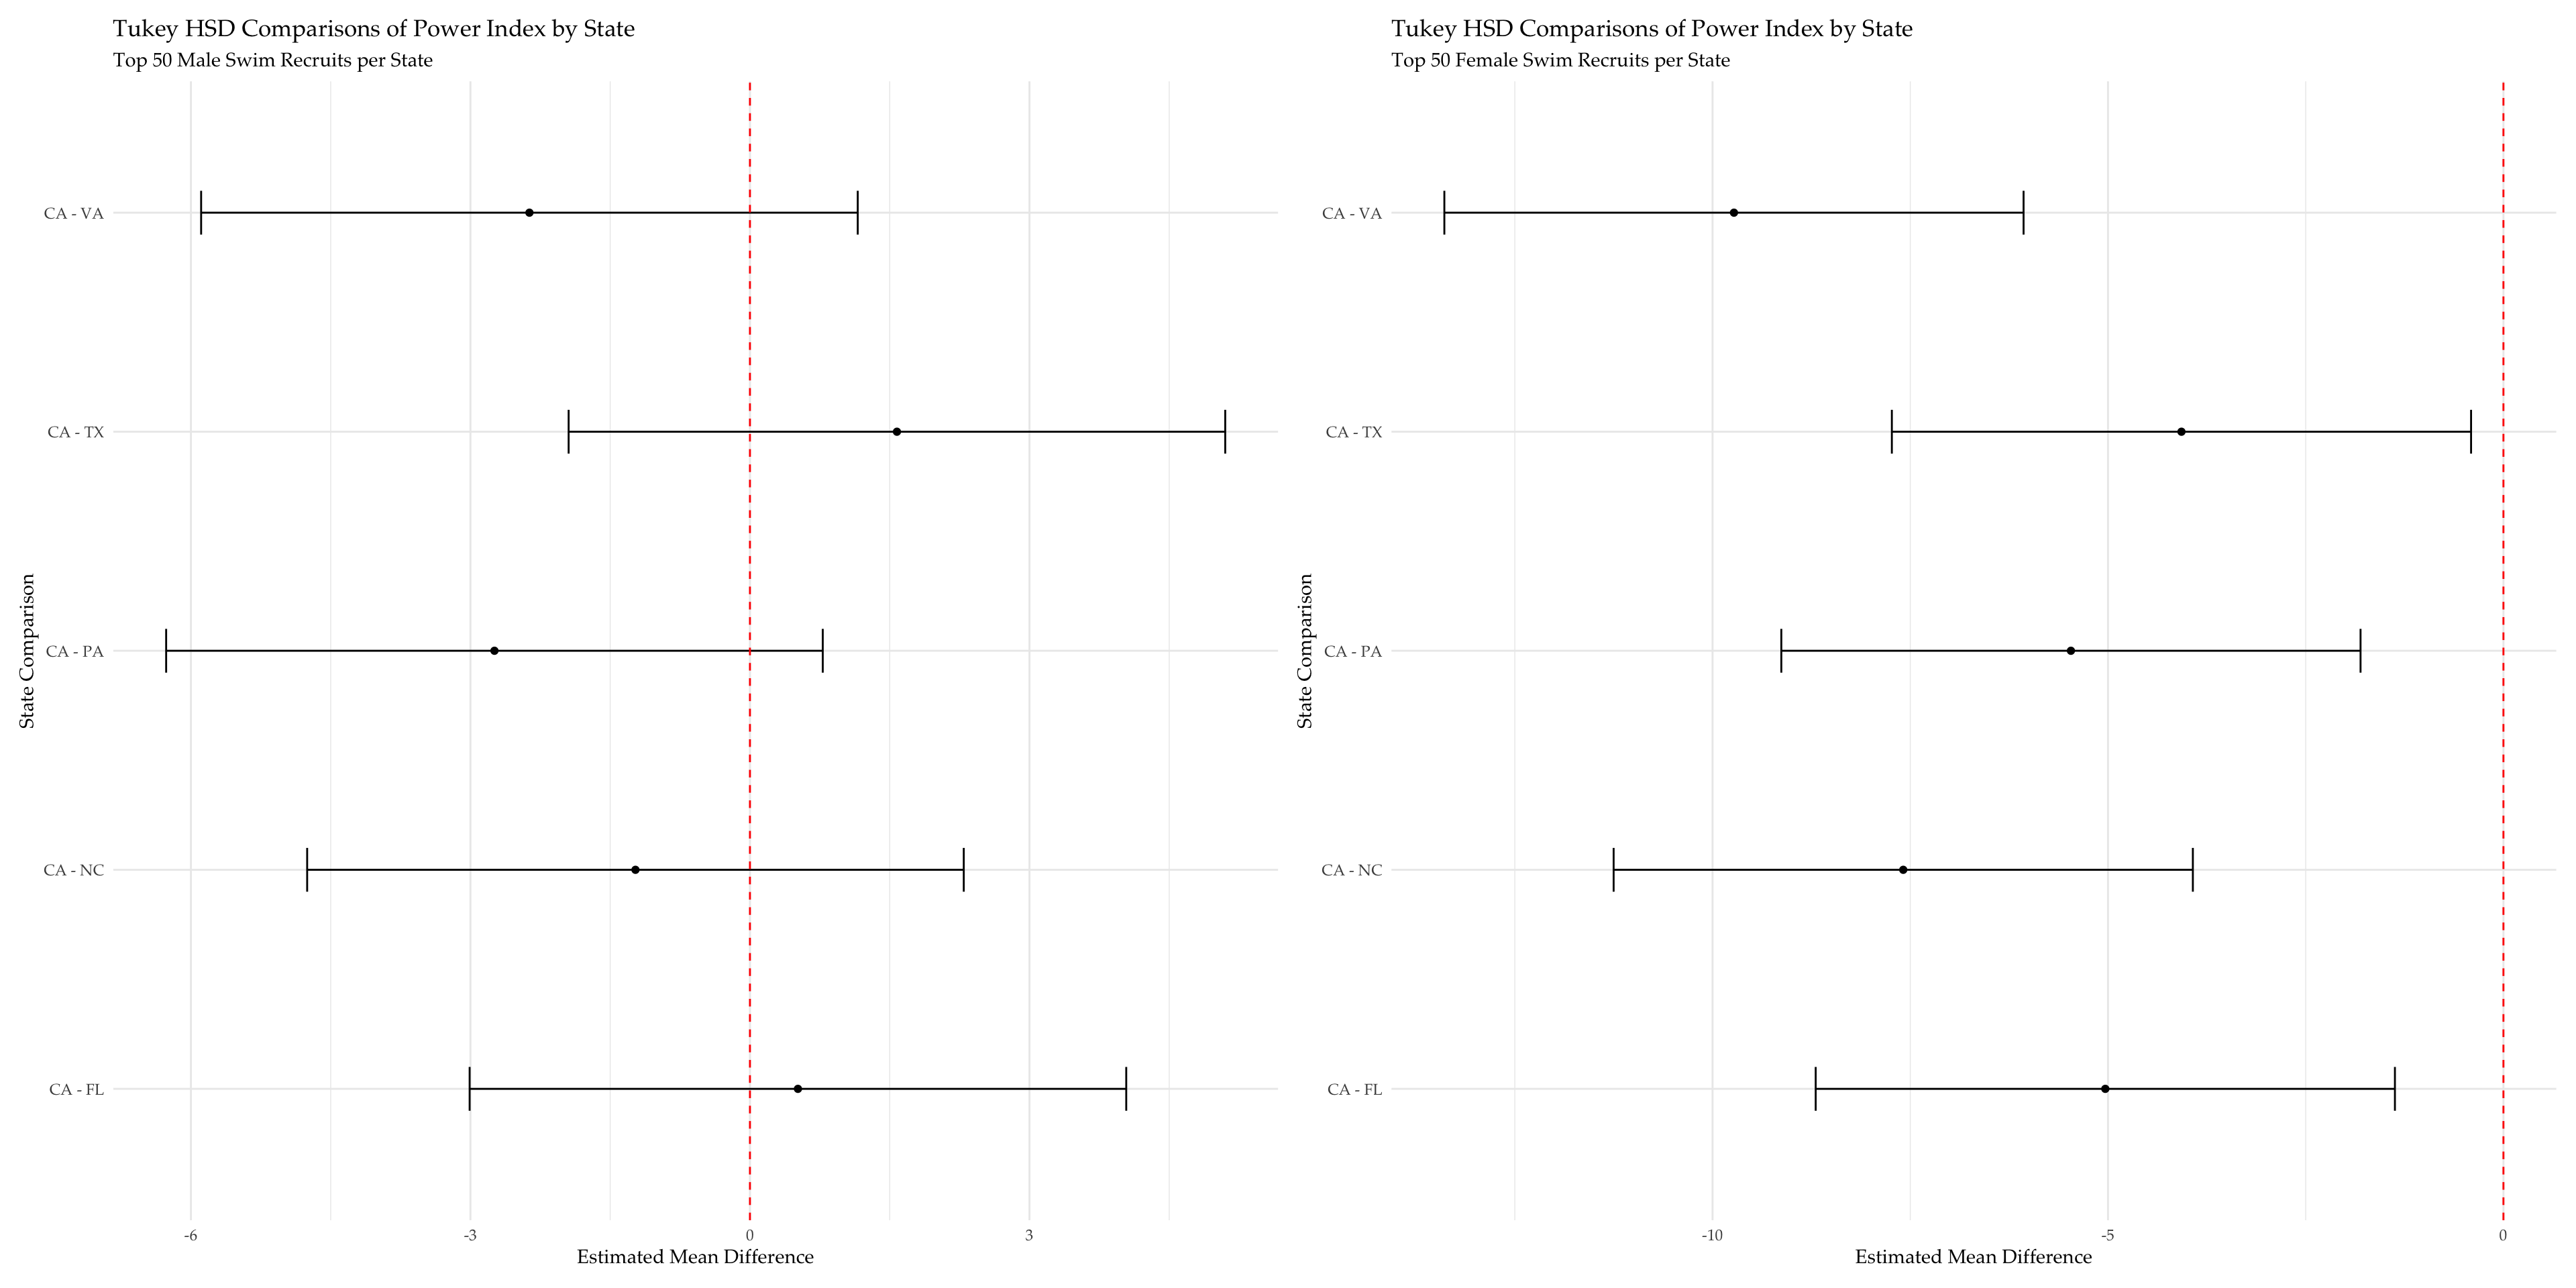 Tukey HSD Comparisons of Power Index by State
Top 50 Male Swim Recruits per State
State Comparison
CA - VA
CA - TX
CA - PA
CA - NC
CA - FL
-6 -3 0 3
Estimated Mean Difference
Tukey HSD Comparisons of Power Index by State
Top 50 Female Swim Recruits per State
State Comparison
CA - VA
CA - TX
CA - PA
CA - NC
CA - FL
-10 -5 0
Estimated Mean Difference